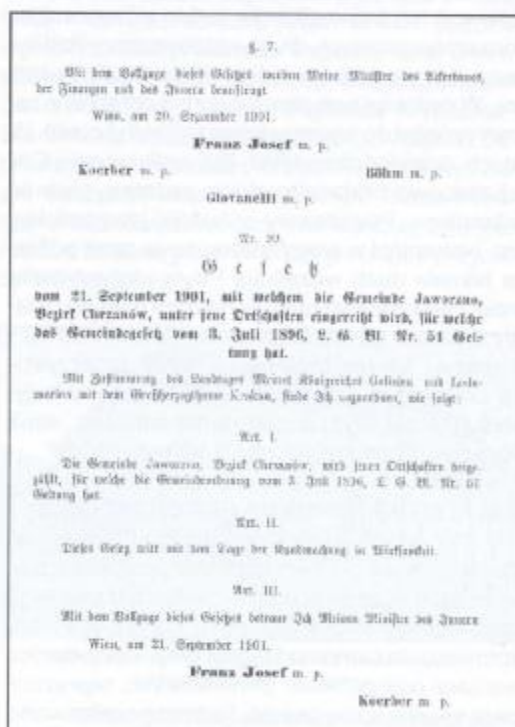 §. 7.
Mit dem Vollzuge dieses Gesetzes werden Meine Minister des Ackerbaues,
der Finanzen und des Innern beauftragt.
Wien, am 20. September 1901.
Franz Josef m. p.
Koerber m. p. Böhm m. p.
Giovanelli m. p.
Nr.
Gesetz
vom 21. September 1901, mit welchem die Gemeinde Jaworzno,
Bezirk Chrzanów, unter jene Ortschaften eingereiht wird, für welche
das Gemeindegesetz vom 3. Juli 1896, L. G. Bl. Nr. 51 Gel-
tung hat.
Mit Zustimmung des Landtages Meines Königreiches Galizien und Lodo-
merien mit dem Großherzogthume Krakau, finde Ich anzuordnen, wie folgt:
Art. I.
Die Gemeinde Jaworzno, Bezirk Chrzanów, wird jenen Ortschaften beige-
zählt, für welche die Gemeindeordnung vom 3. Juli 1896, L. G. Bl. Nr. 51
Geltung hat.
Art. II.
Dieses Gesetz tritt mit dem Tage der Kundmachung in Wirksamkeit.
Art. III.
Mit dem Vollzuge dieses Gesetzes betraue Ich Meinen Minister des Innern
Wien, am 21. September 1901.
Franz Josef m. p.
Koerber m. p.